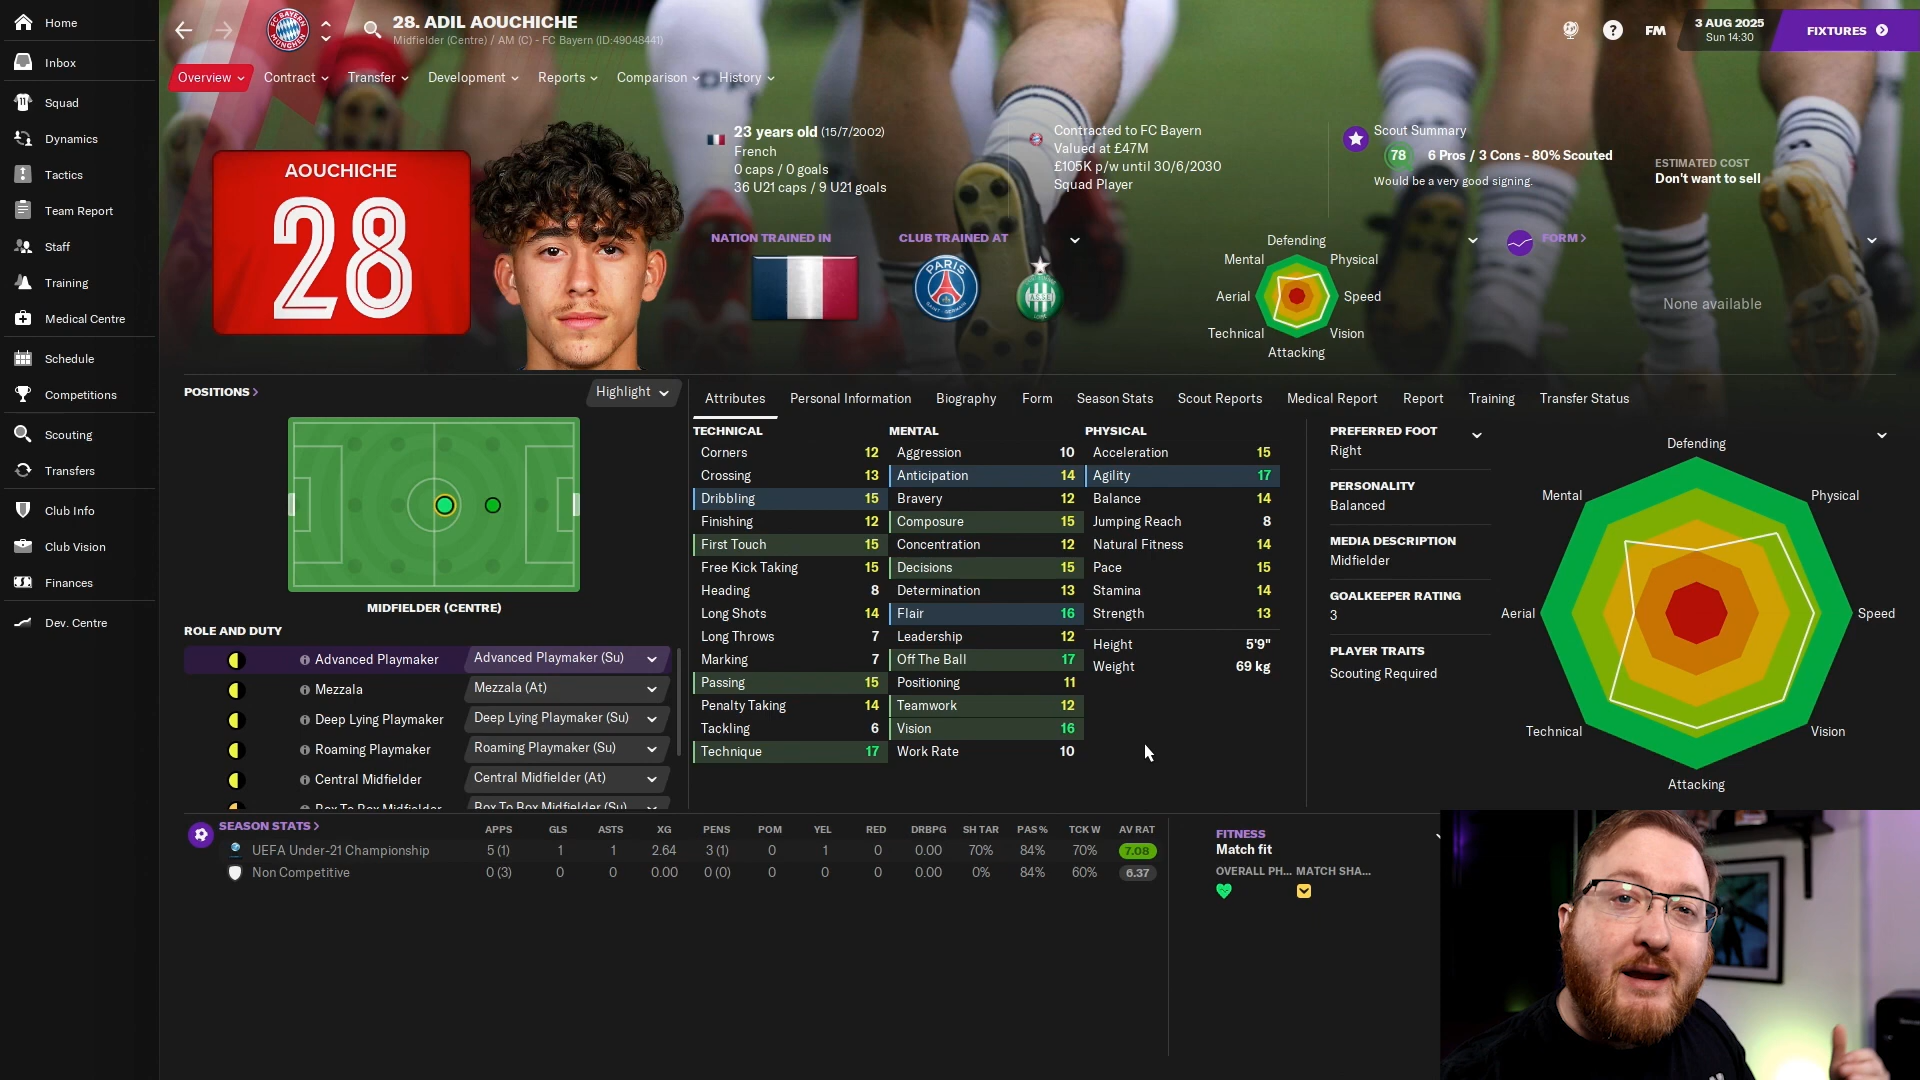 Home
Inbox
Squad
Dynamics
Tactics
Team Report
Staff
Training
Medical Centre
Schedule
Competitions
Scouting
Transfers
Club Info
Club Vision
Finances
Dev. Centre
28. ADIL AOUCHICHE
Midfielder (Centre) / AM (C) - FC Bayern (ID:49048441)
FM
3 AUG 2025
Sun 14:30
FIXTURES
Overview Contract Transfer Development Reports Comparison History
AOUCHICHE
28
23 years old (15/7/2002)
French
0 caps / 0 goals
36 U21 caps / 9 U21 goals
Contracted to FC Bayern
Valued at £47M
£105K p/w until 30/6/2030
Squad Player
Scout Summary
78 6 Pros / 3 Cons - 80% Scouted
Would be a very good signing.
ESTIMATED COST
Don't want to sell
NATION TRAINED IN
CLUB TRAINED AT
PARIS
Defending
Mental Physical
Aerial Speed
Technical Vision
Attacking
FORM
None available
POSITIONS
Highlight
MIDFIELDER (CENTRE)
ROLE AND DUTY
Advanced Playmaker Advanced Playmaker (Su)
Mezzala Mezzala (At)
Deep Lying Playmaker Deep Lying Playmaker (Su)
Roaming Playmaker Roaming Playmaker (Su)
Central Midfielder Central Midfielder (At)
Box To Box Midfielder Box To Box Midfielder (Su)
Attributes Personal Information Biography Form Season Stats Scout Reports Medical Report Report Training Transfer Status
TECHNICAL
Corners 12
Crossing 13
Dribbling 15
Finishing 12
First Touch 15
Free Kick Taking 15
Heading 8
Long Shots 14
Long Throws 7
Marking 7
Passing 15
Penalty Taking 14
Tackling 6
Technique 17
MENTAL
Aggression 10
Anticipation 14
Bravery 12
Composure 15
Concentration 12
Decisions 15
Determination 13
Flair 16
Leadership 12
Off The Ball 17
Positioning 11
Teamwork 12
Vision 16
Work Rate 10
PHYSICAL
Acceleration 15
Agility 17
Balance 14
Jumping Reach 8
Natural Fitness 14
Pace 15
Stamina 14
Strength 13
Height 5'9"
Weight 69 kg
PREFERRED FOOT
Right
PERSONALITY
Balanced
MEDIA DESCRIPTION
Midfielder
GOALKEEPER RATING
3
PLAYER TRAITS
Scouting Required
Defending
Mental Physical
Aerial Speed
Technical Vision
Attacking
SEASON STATS APPS GLS ASTS XG PENS POM YEL RED DRBPG SH TAR PAS % TCK W AV RAT
UEFA Under-21 Championship 5 (1) 1 1 2.64 3 (1) 0 1 0 0.00 70% 84% 70% 7.08
Non Competitive 0 (3) 0 0 0.00 0 (0) 0 0 0 0.00 0% 84% 60% 6.37
FITNESS
Match fit
OVERALL PH... MATCH SHA...